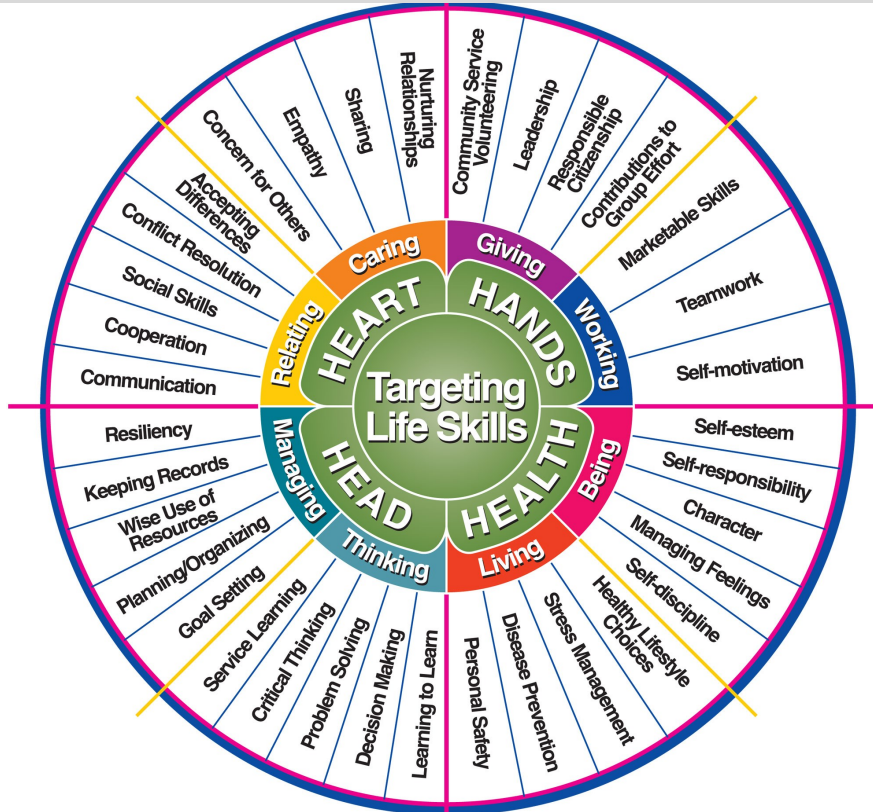 Targeting
Life Skills
HEART
HANDS
HEALTH
HEAD
Caring
Giving
Working
Being
Living
Thinking
Managing
Relating
Nurturing
Relationships
Sharing
Empathy
Concern for Others
Community Service
Volunteering
Leadership
Responsible
Citizenship
Contributions to
Group Effort
Marketable Skills
Teamwork
Self-motivation
Self-esteem
Self-responsibility
Character
Managing Feelings
Self-discipline
Healthy Lifestyle
Choices
Stress Management
Disease Prevention
Personal Safety
Learning to Learn
Decision Making
Problem Solving
Critical Thinking
Service Learning
Goal Setting
Planning/Organizing
Wise Use of
Resources
Keeping Records
Resiliency
Communication
Cooperation
Social Skills
Conflict Resolution
Accepting
Differences